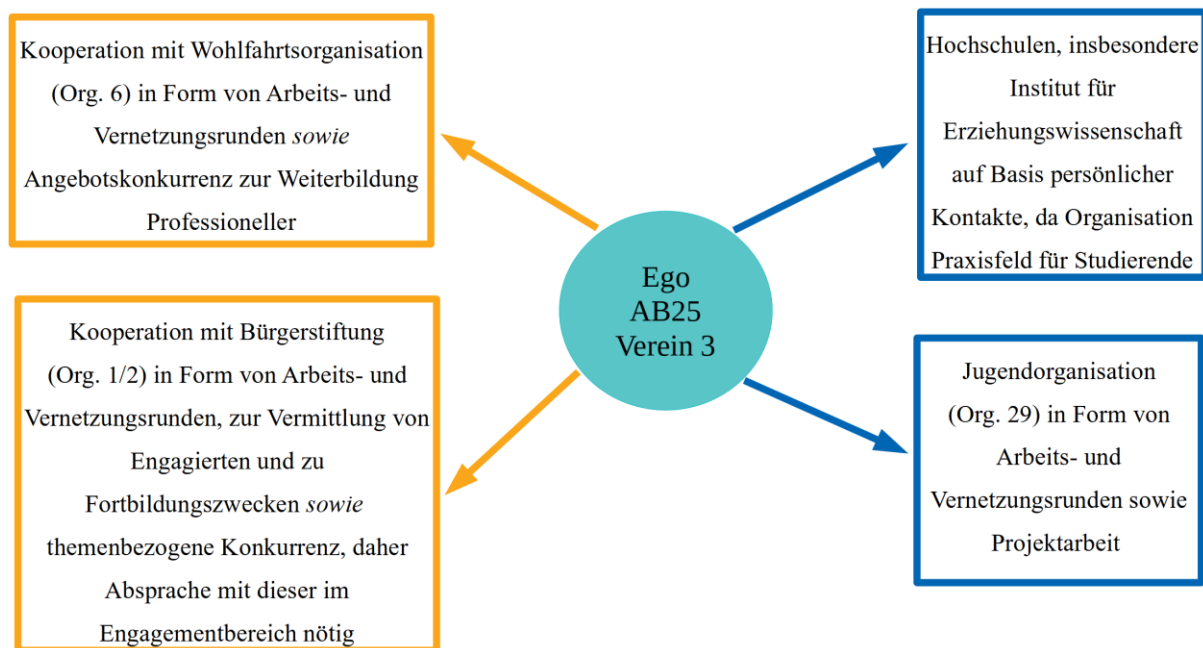 Kooperation mit Wohlfahrtsorganisation
(Org. 6) in Form von Arbeits- und
Vernetzungsrunden sowie
Angebotskonkurrenz zur Weiterbildung
Professioneller
Kooperation mit Bürgerstiftung
(Org. 1/2) in Form von Arbeits- und
Vernetzungsrunden, zur Vermittlung von
Engagierten und zu
Fortbildungszwecken sowie
themenbezogene Konkurrenz, daher
Absprache mit dieser im
Engagementbereich nötig
Ego
AB25
Verein 3
Hochschulen, insbesondere
Institut für
Erziehungswissenschaft
auf Basis persönlicher
Kontakte, da Organisation
Praxisfeld für Studierende
Jugendorganisation
(Org. 29) in Form von
Arbeits- und
Vernetzungsrunden sowie
Projektarbeit